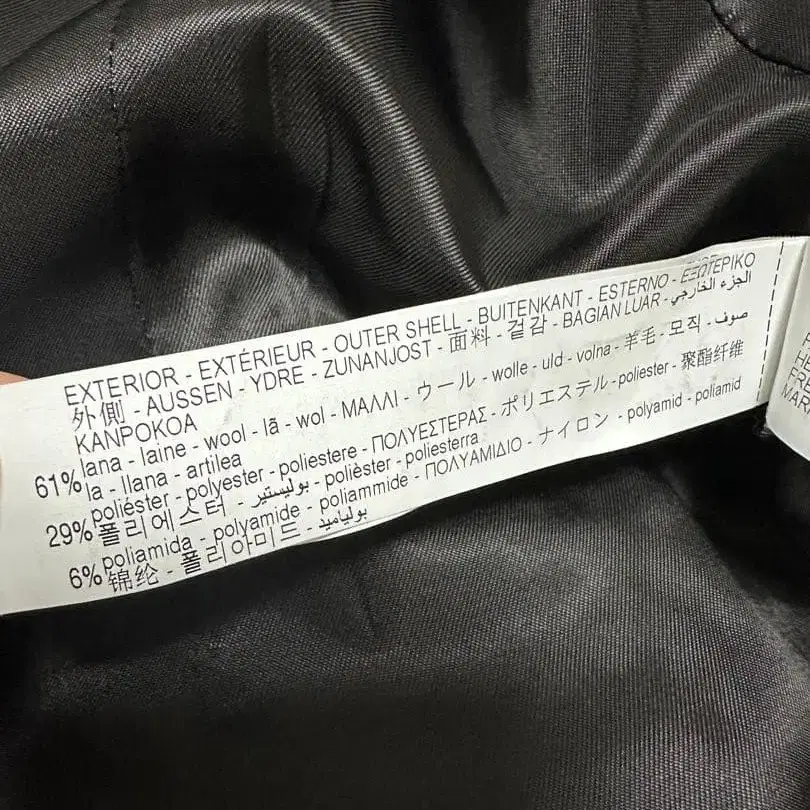 EXTERIOR - EXTÉRIEUR - OUTER SHELL - BUITENKANT - ESTERNO - ΕΞΩΤΕΡΙΚΟ
外側 - AUSSEN - YDRE - ZUNANJOST - 面料 - 겉감 - BAGIAN LUAR - الجزء الخارجي
KANPOKOA
61% lana - laine - wool - lã - wol - ΜΑΛΛΙ - ウール - wolle - uld - volna - 羊毛 - 모직 - صوف
la - llana - artilea
29% poliéster - polyester - poliestere - ΠΟΛΥΕΣΤΕΡΑΣ - ポリエステル - poliester - 聚酯纤维
폴리에스터 - بوليستير - polièster - poliesterra
6% poliamida - polyamide - poliammide - ΠΟΛΥΑΜΙΔΙΟ - ナイロン - polyamid - poliamid
锦纶 - 폴리아미드 - بولياميد
MAR